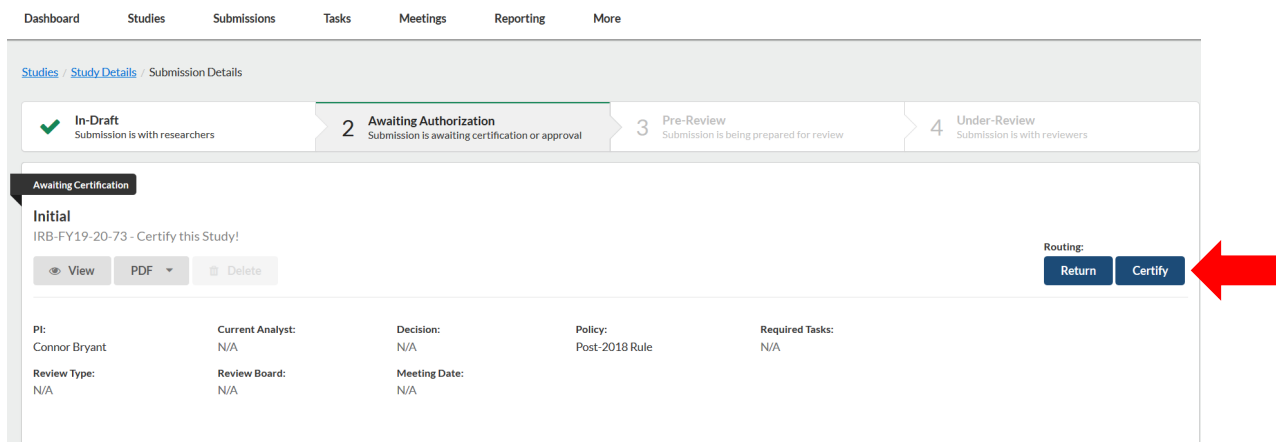 Dashboard Studies Submissions Tasks Meetings Reporting More
Studies / Study Details / Submission Details
In-Draft
Submission is with researchers
2 Awaiting Authorization
Submission is awaiting certification or approval
3 Pre-Review
Submission is being prepared for review
4 Under-Review
Submission is with reviewers
Awaiting Certification
Initial
IRB-FY19-20-73 - Certify this Study!
Routing:
View PDF Delete Return Certify
PI: Current Analyst: Decision: Policy: Required Tasks:
Connor Bryant N/A N/A Post-2018 Rule N/A
Review Type: Review Board: Meeting Date:
N/A N/A N/A